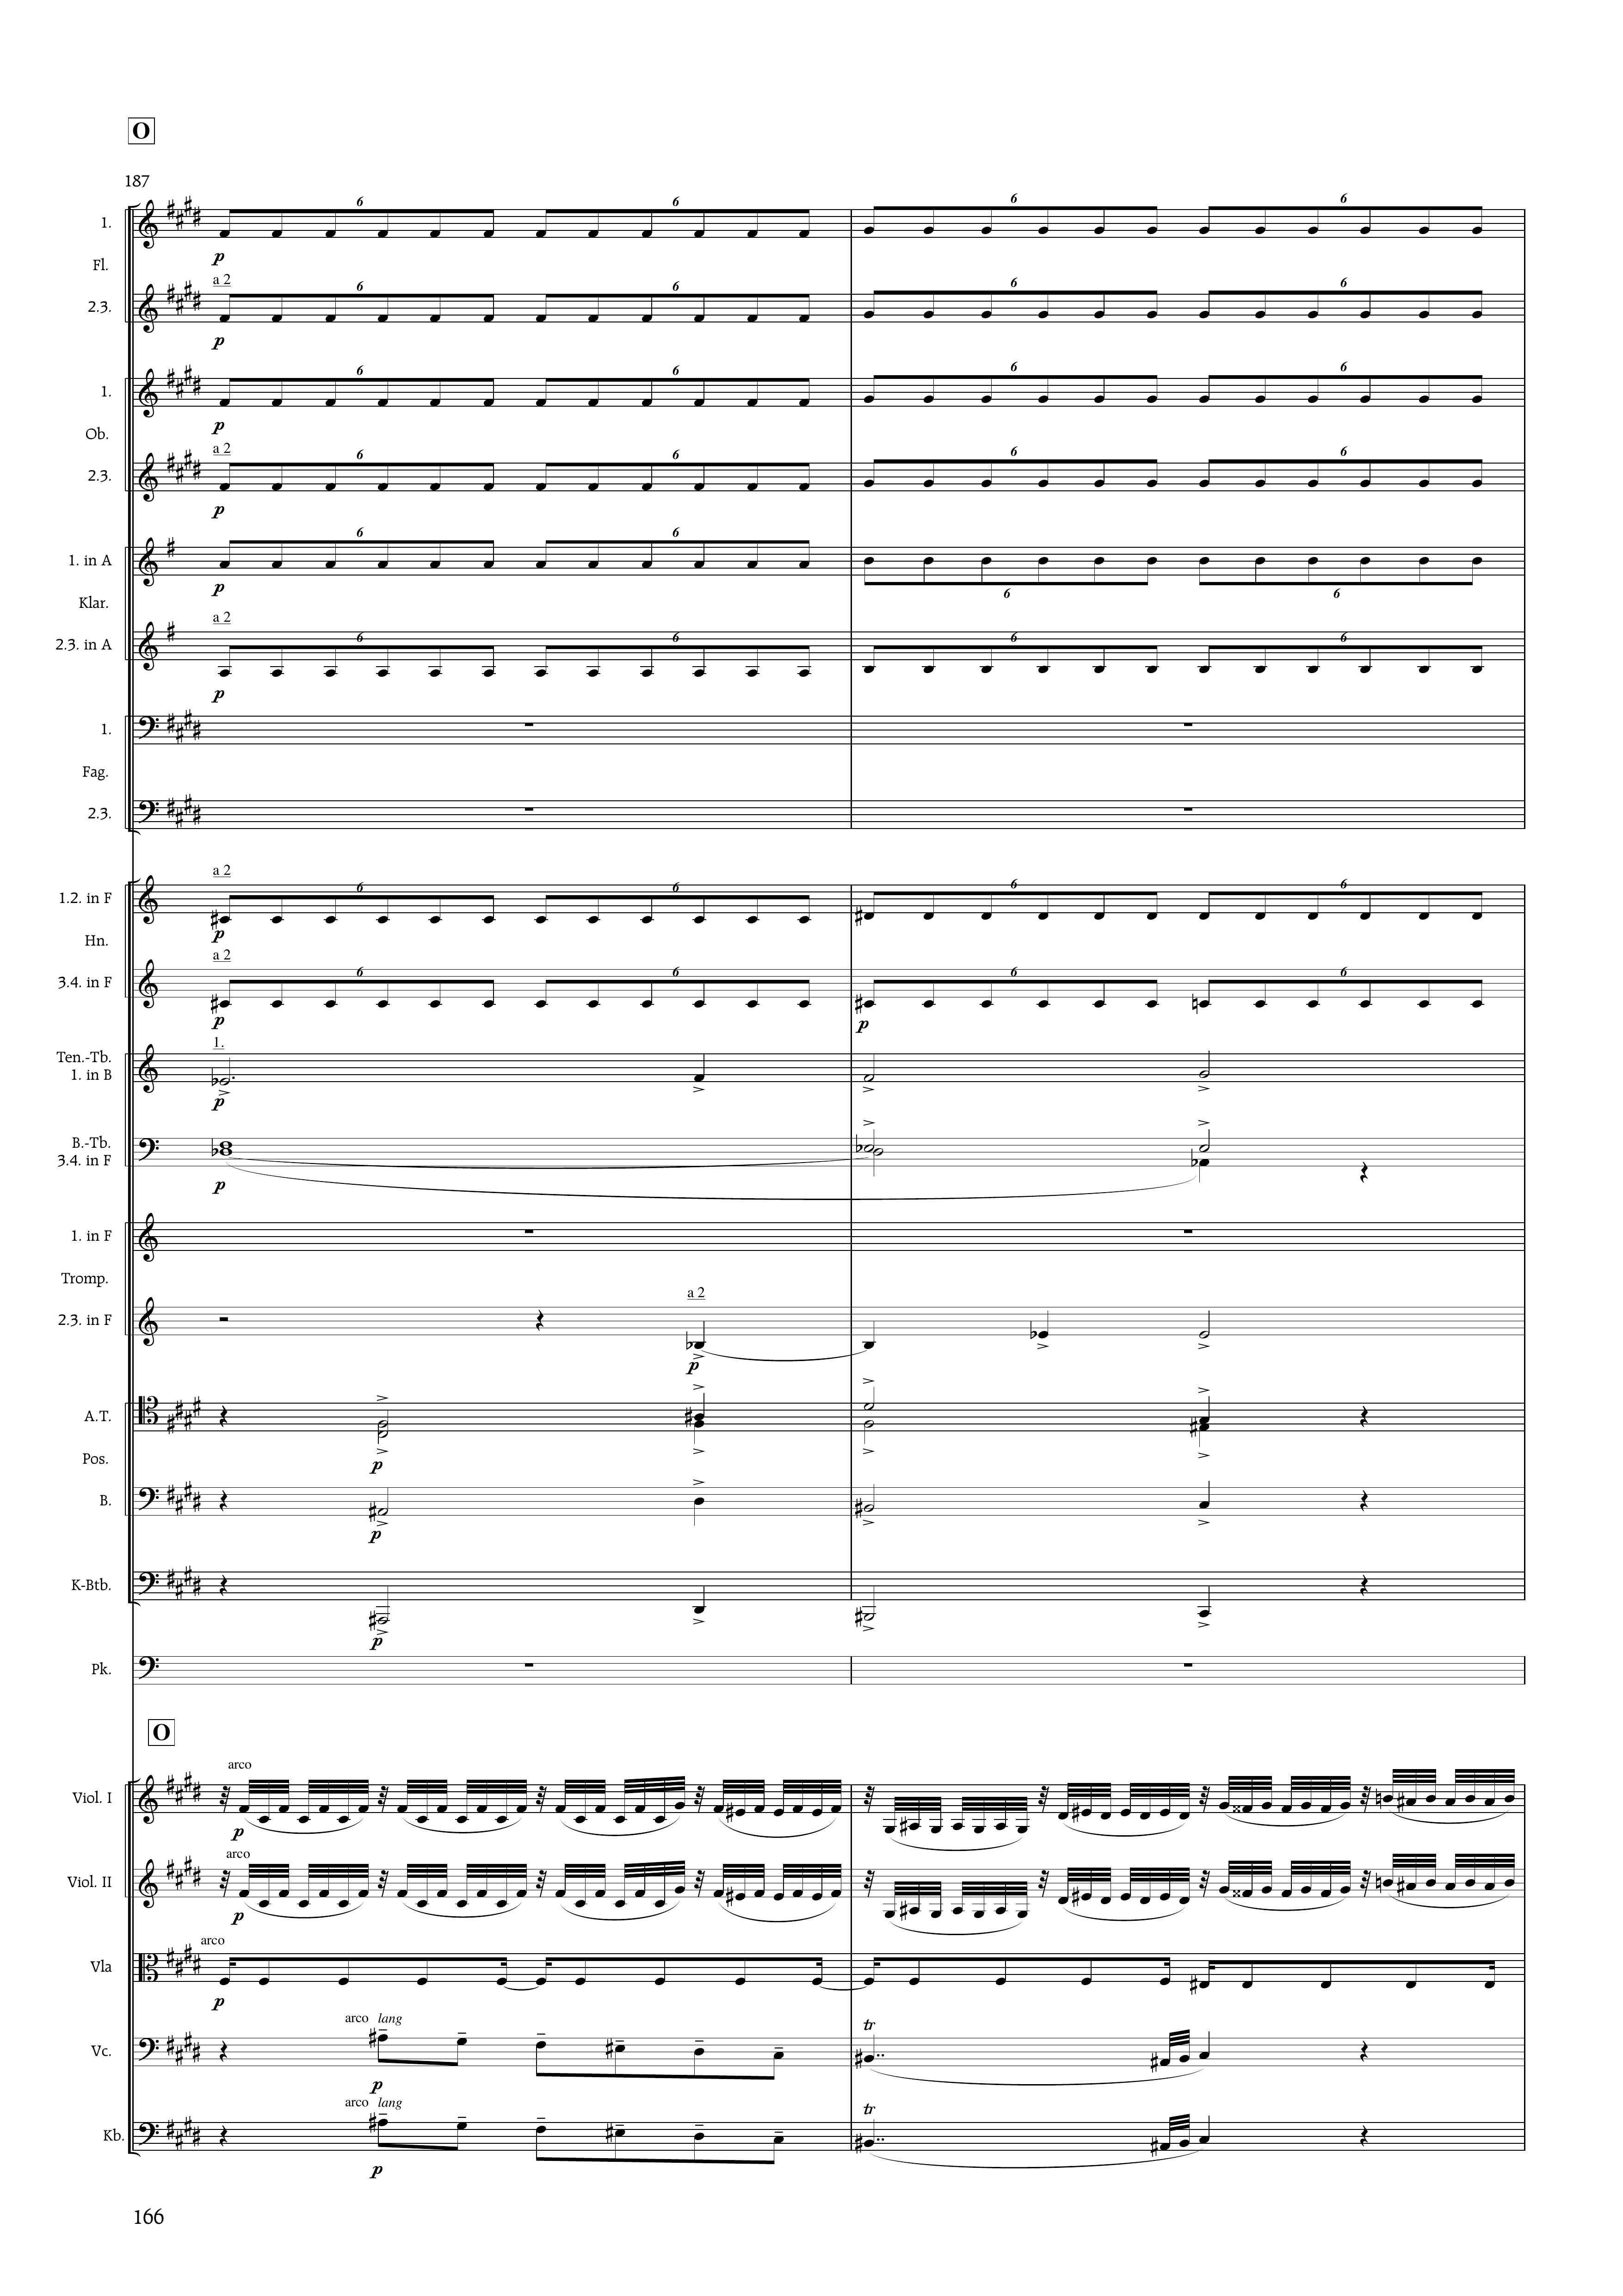 O
187
6 6 6 6
1.
p
Fl.
a 2
6 6 6 6
2.3.
p
6 6 6 6
1.
p
Ob.
a 2
6 6 6 6
2.3.
p
6 6
1. in A
p
6 6
Klar.
a 2
6 6 6 6
2.3. in A
p
1.
Fag.
2.3.
a 2
6 6 6 6
1.2. in F
p
Hn.
a 2
6 6 6 6
3.4. in F
p p
1.
Ten.-Tb.
1. in B
p
B.-Tb.
3.4. in F
p
1. in F
Tromp.
a 2
2.3. in F
p
A.T.
p
Pos.
B.
p
K-Btb.
p
Pk.
O
arco
Viol. I
p
arco
Viol. II
p
arco
Vla
p
arco lang
tr
Vc.
p
arco lang
tr
Kb.
p
166